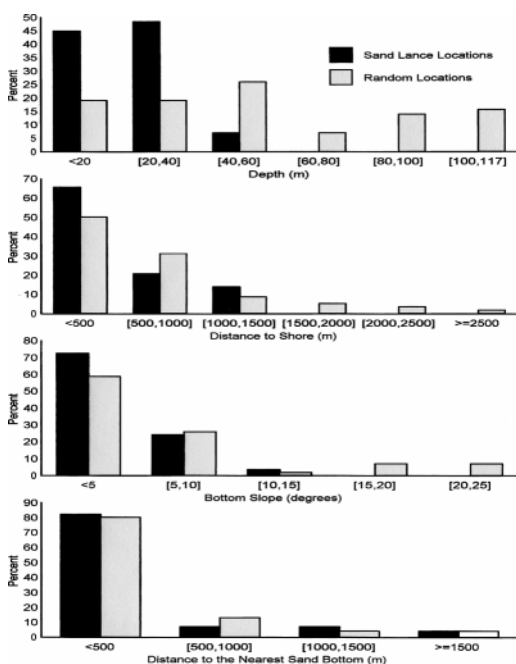 50
45
40
35
30
25
20
15
10
5
0
Percent
Sand Lance Locations
Random Locations
<20 [20,40] [40,60] [60,80] [80,100] [100,117]
Depth (m)
70
60
50
40
30
20
10
0
Percent
<500 [500,1000] [1000,1500] [1500,2000] [2000,2500] >=2500
Distance to Shore (m)
80
70
60
50
40
30
20
10
0
Percent
<5 [5,10] [10,15] [15,20] [20,25]
Bottom Slope (degrees)
90
80
70
60
50
40
30
20
10
0
Percent
<500 [500,1000] [1000,1500] >=1500
Distance to the Nearest Sand Bottom (m)